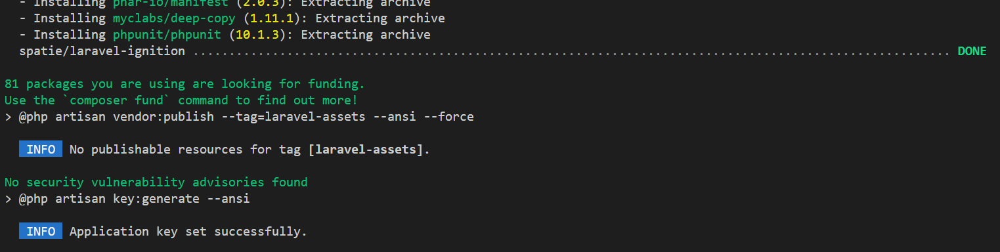 - Installing phar-io/manifest (2.0.3): Extracting archive
- Installing myclabs/deep-copy (1.11.1): Extracting archive
- Installing phpunit/phpunit (10.1.3): Extracting archive
spatie/laravel-ignition ......................................................................................................... DONE
81 packages you are using are looking for funding.
Use the `composer fund` command to find out more!
> @php artisan vendor:publish --tag=laravel-assets --ansi --force
INFO No publishable resources for tag [laravel-assets].
No security vulnerability advisories found
> @php artisan key:generate --ansi
INFO Application key set successfully.